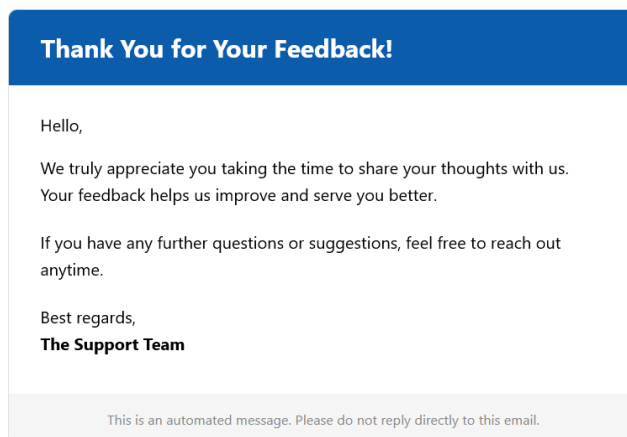 Thank You for Your Feedback!
Hello,
We truly appreciate you taking the time to share your thoughts with us.
Your feedback helps us improve and serve you better.
If you have any further questions or suggestions, feel free to reach out
anytime.
Best regards,
The Support Team
This is an automated message. Please do not reply directly to this email.